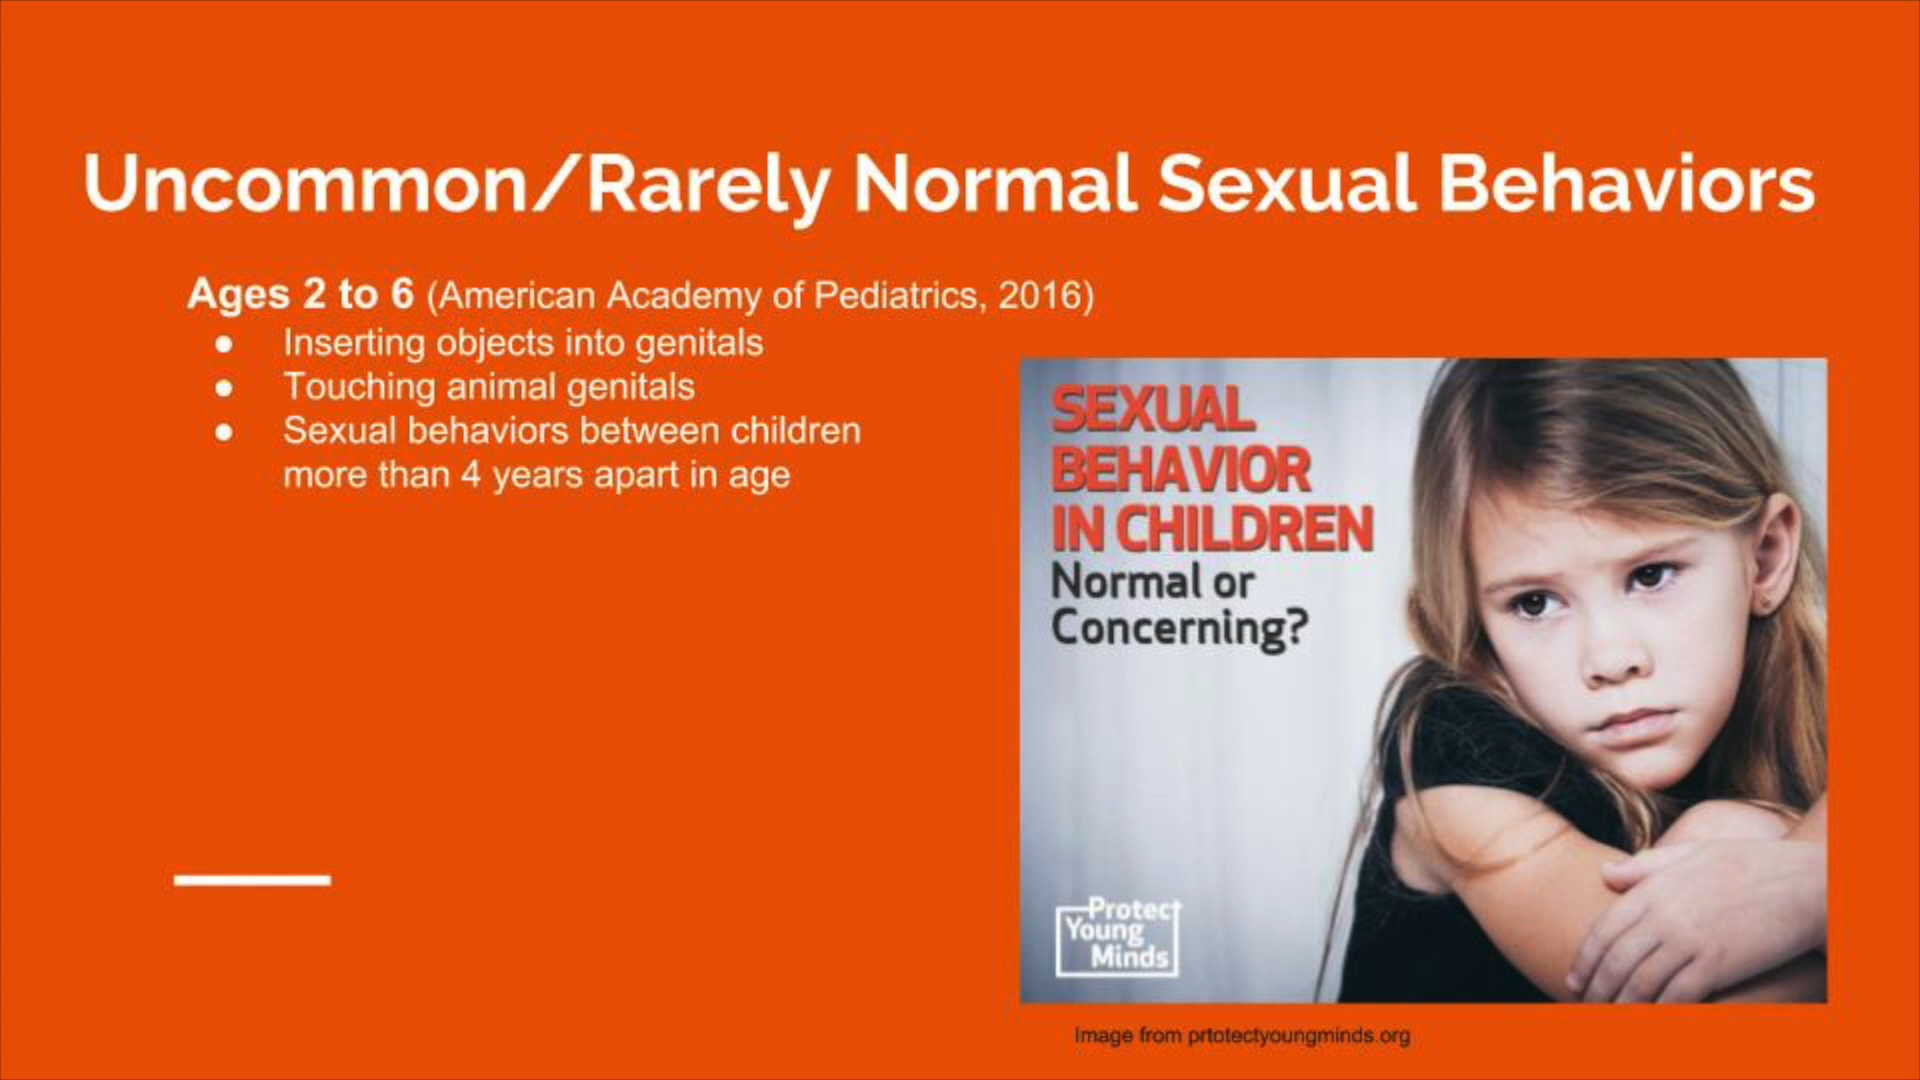 Uncommon/Rarely Normal Sexual Behaviors
Ages 2 to 6 (American Academy of Pediatrics, 2016)
● Inserting objects into genitals
● Touching animal genitals
● Sexual behaviors between children
more than 4 years apart in age
SEXUAL
BEHAVIOR
IN CHILDREN
Normal or
Concerning?
Protect
Young
Minds
Image from prtotectyoungminds.org